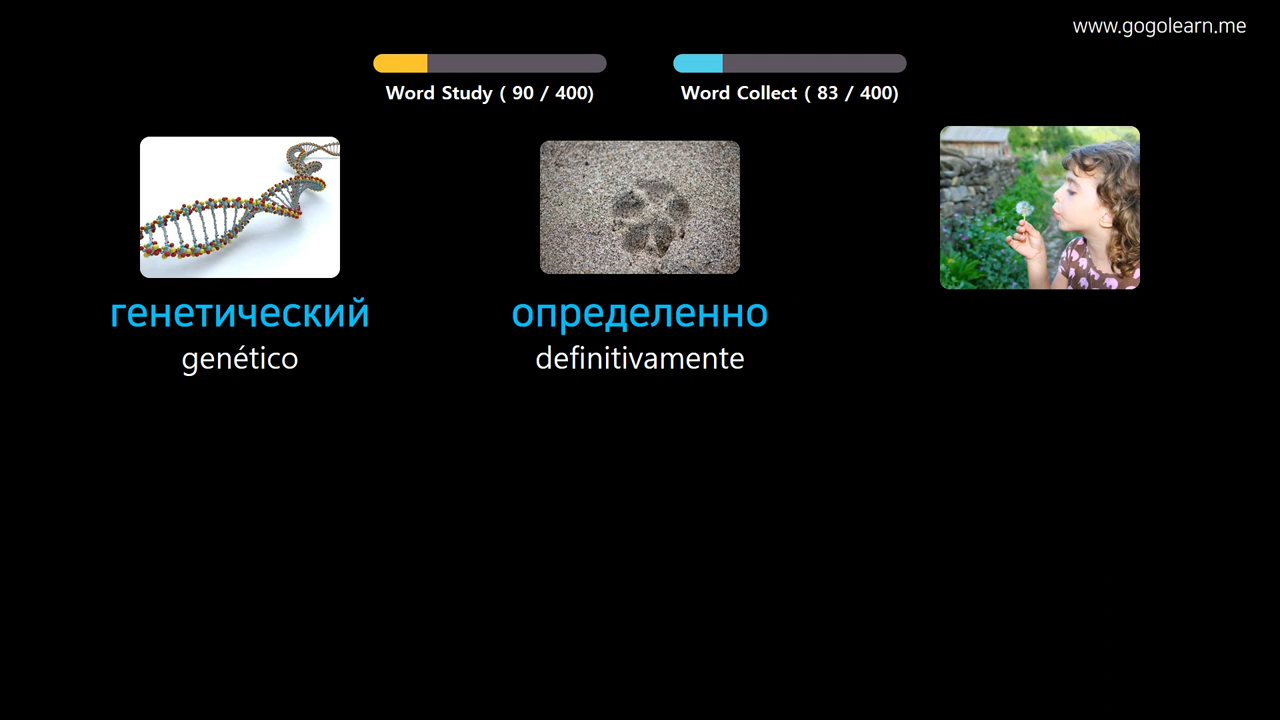 www.gogolearn.me
Word Study ( 90 / 400)
Word Collect ( 83 / 400)
генетический
genético
определенно
definitivamente